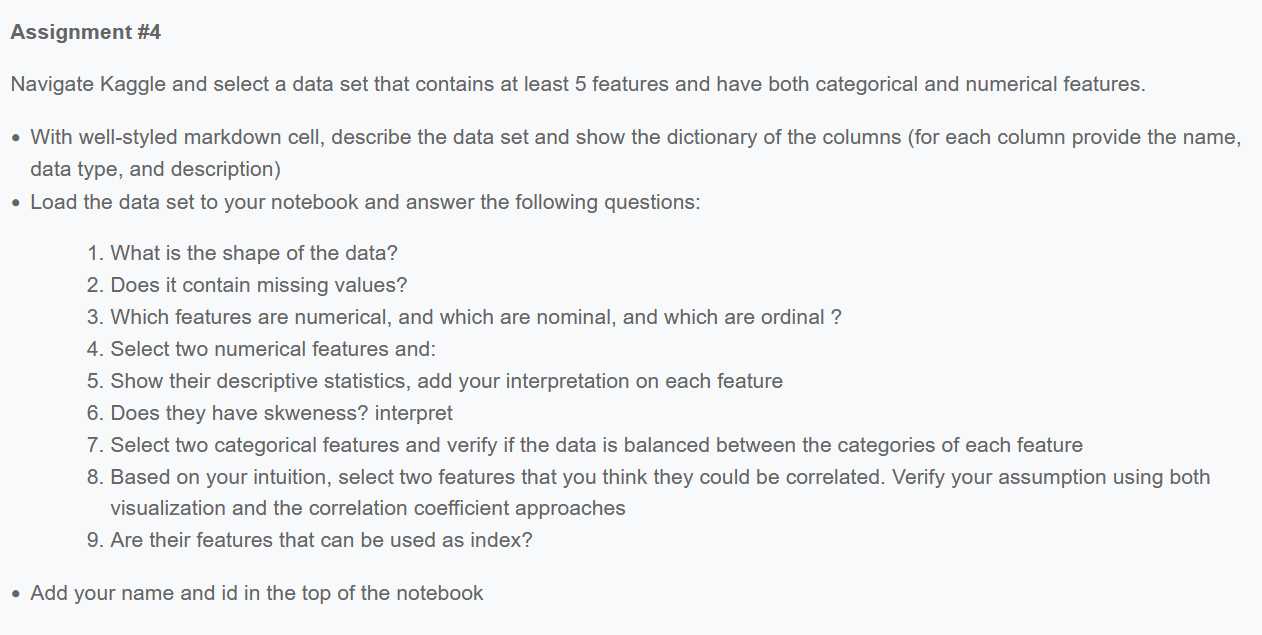 Assignment #4
Navigate Kaggle and select a data set that contains at least 5 features and have both categorical and numerical features.
• With well-styled markdown cell, describe the data set and show the dictionary of the columns (for each column provide the name,
data type, and description)
• Load the data set to your notebook and answer the following questions:
1. What is the shape of the data?
2. Does it contain missing values?
3. Which features are numerical, and which are nominal, and which are ordinal ?
4. Select two numerical features and:
5. Show their descriptive statistics, add your interpretation on each feature
6. Does they have skweness? interpret
7. Select two categorical features and verify if the data is balanced between the categories of each feature
8. Based on your intuition, select two features that you think they could be correlated. Verify your assumption using both
visualization and the correlation coefficient approaches
9. Are their features that can be used as index?
• Add your name and id in the top of the notebook